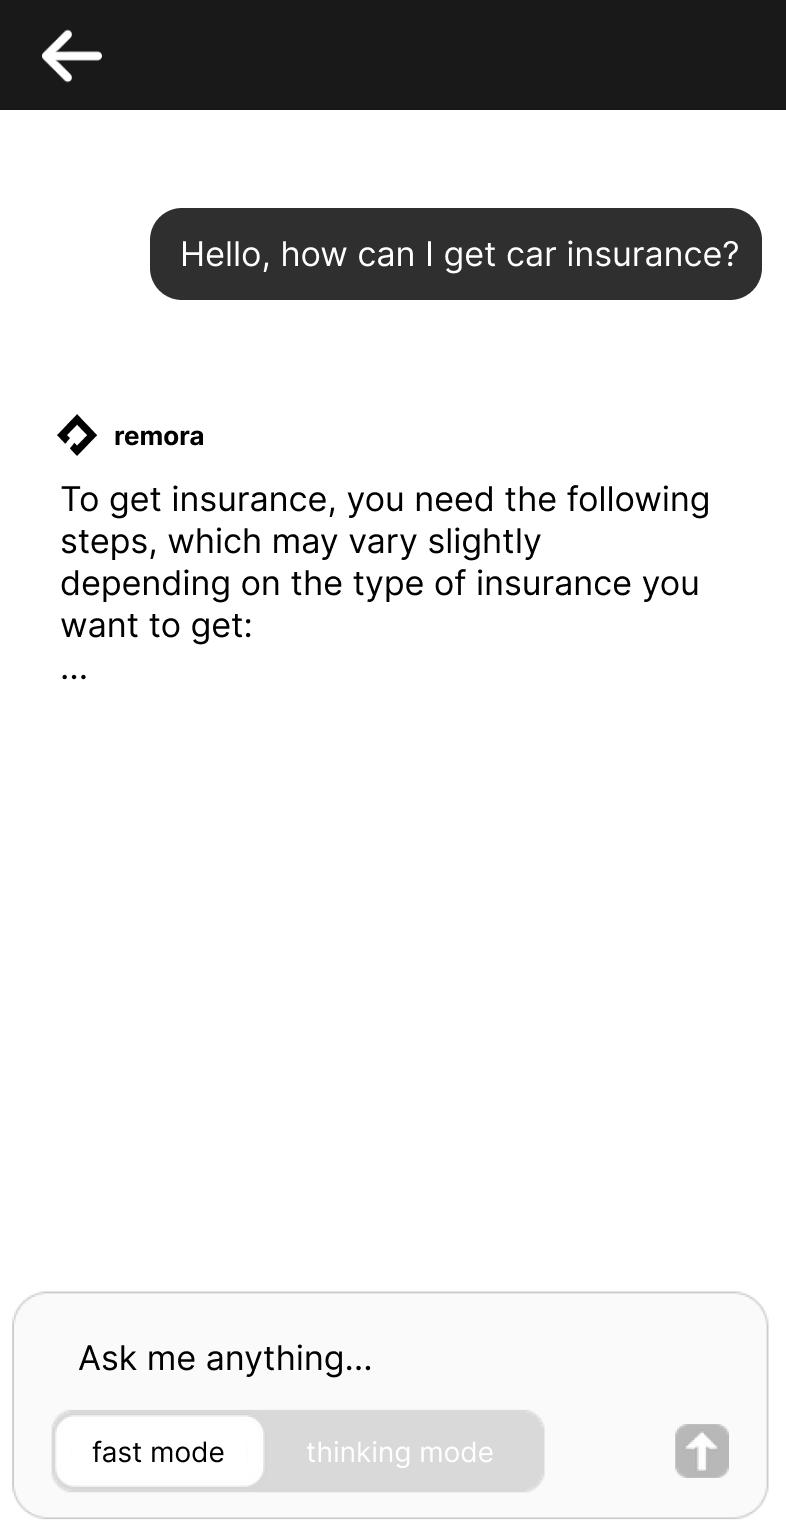 Hello, how can I get car insurance?
remora
To get insurance, you need the following
steps, which may vary slightly
depending on the type of insurance you
want to get:
...
Ask me anything...
fast mode thinking mode